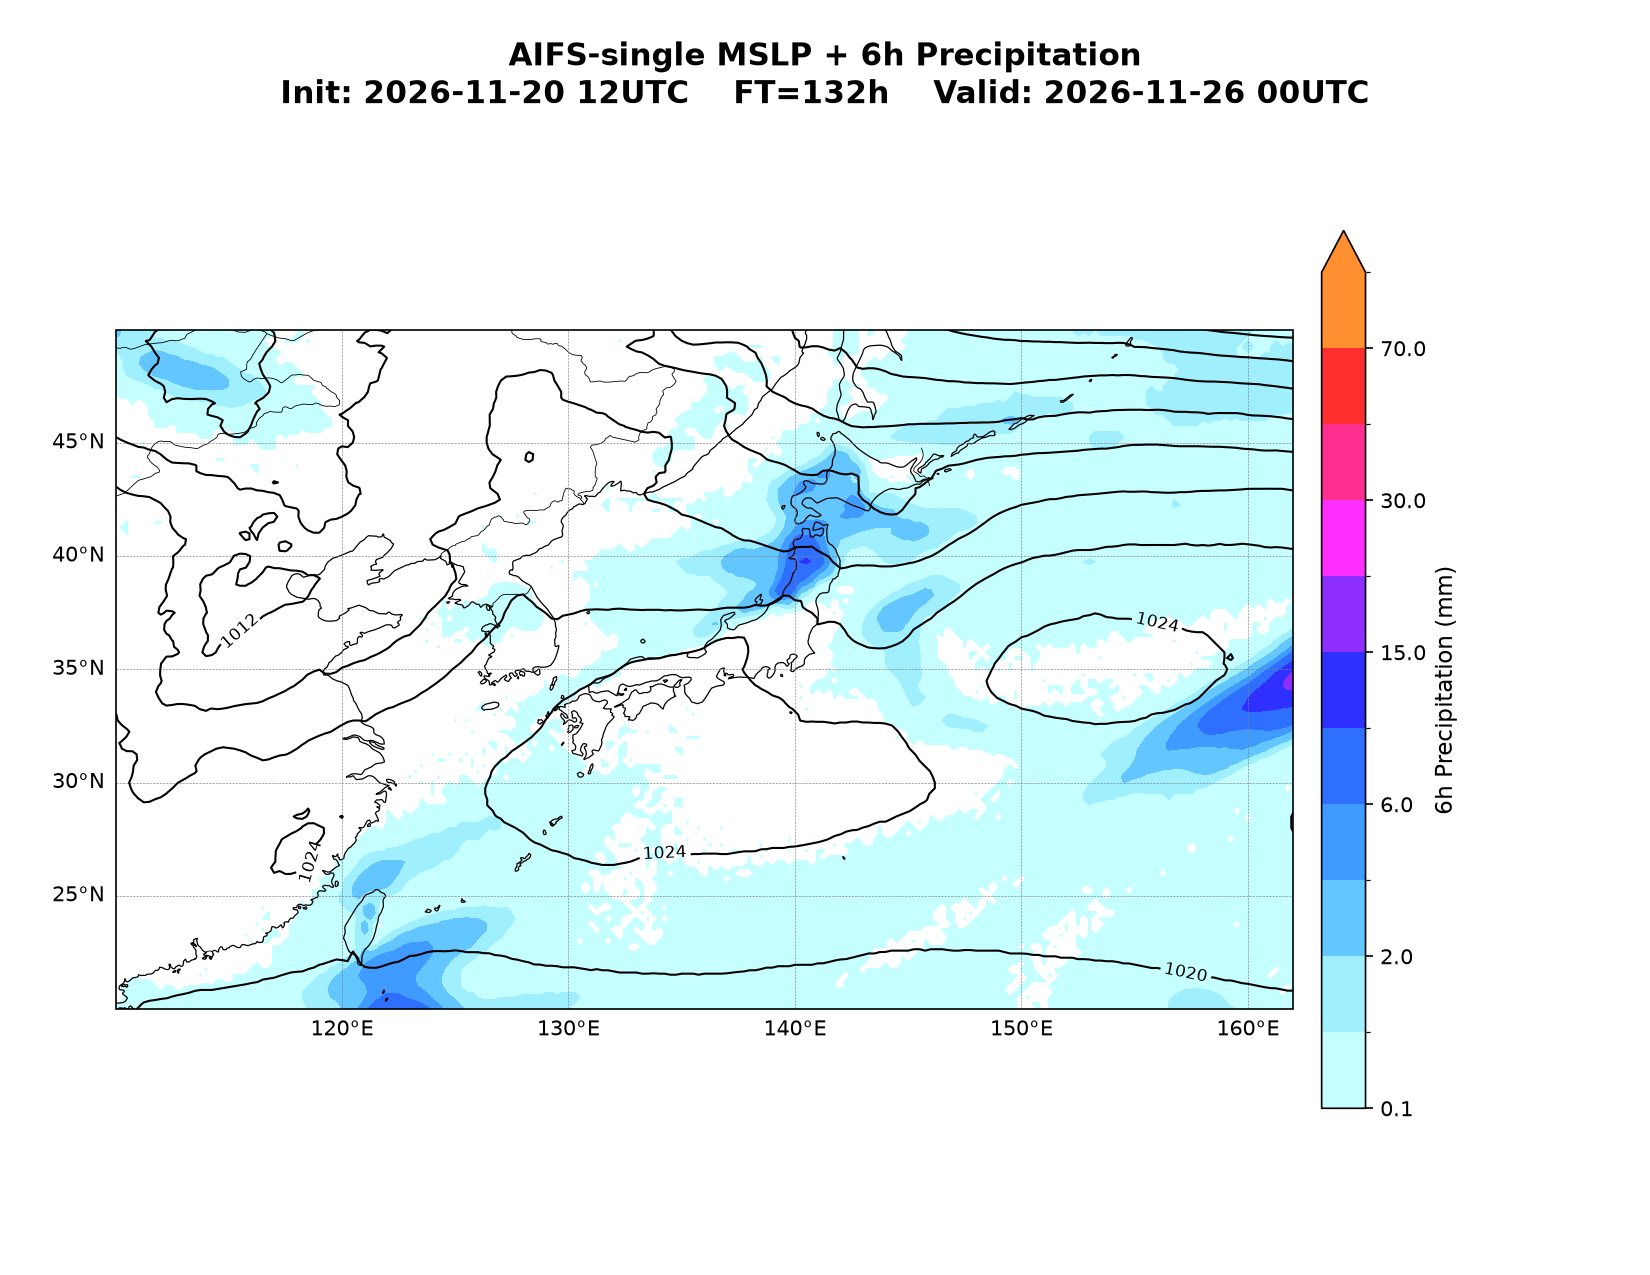 AIFS-single MSLP + 6h Precipitation
Init: 2026-11-20 12UTC    FT=132h    Valid: 2026-11-26 00UTC
45°N
40°N
35°N
30°N
25°N
120°E
130°E
140°E
150°E
160°E
1012
1024
1024
1024
1020
70.0
30.0
15.0
6.0
2.0
0.1
6h Precipitation (mm)